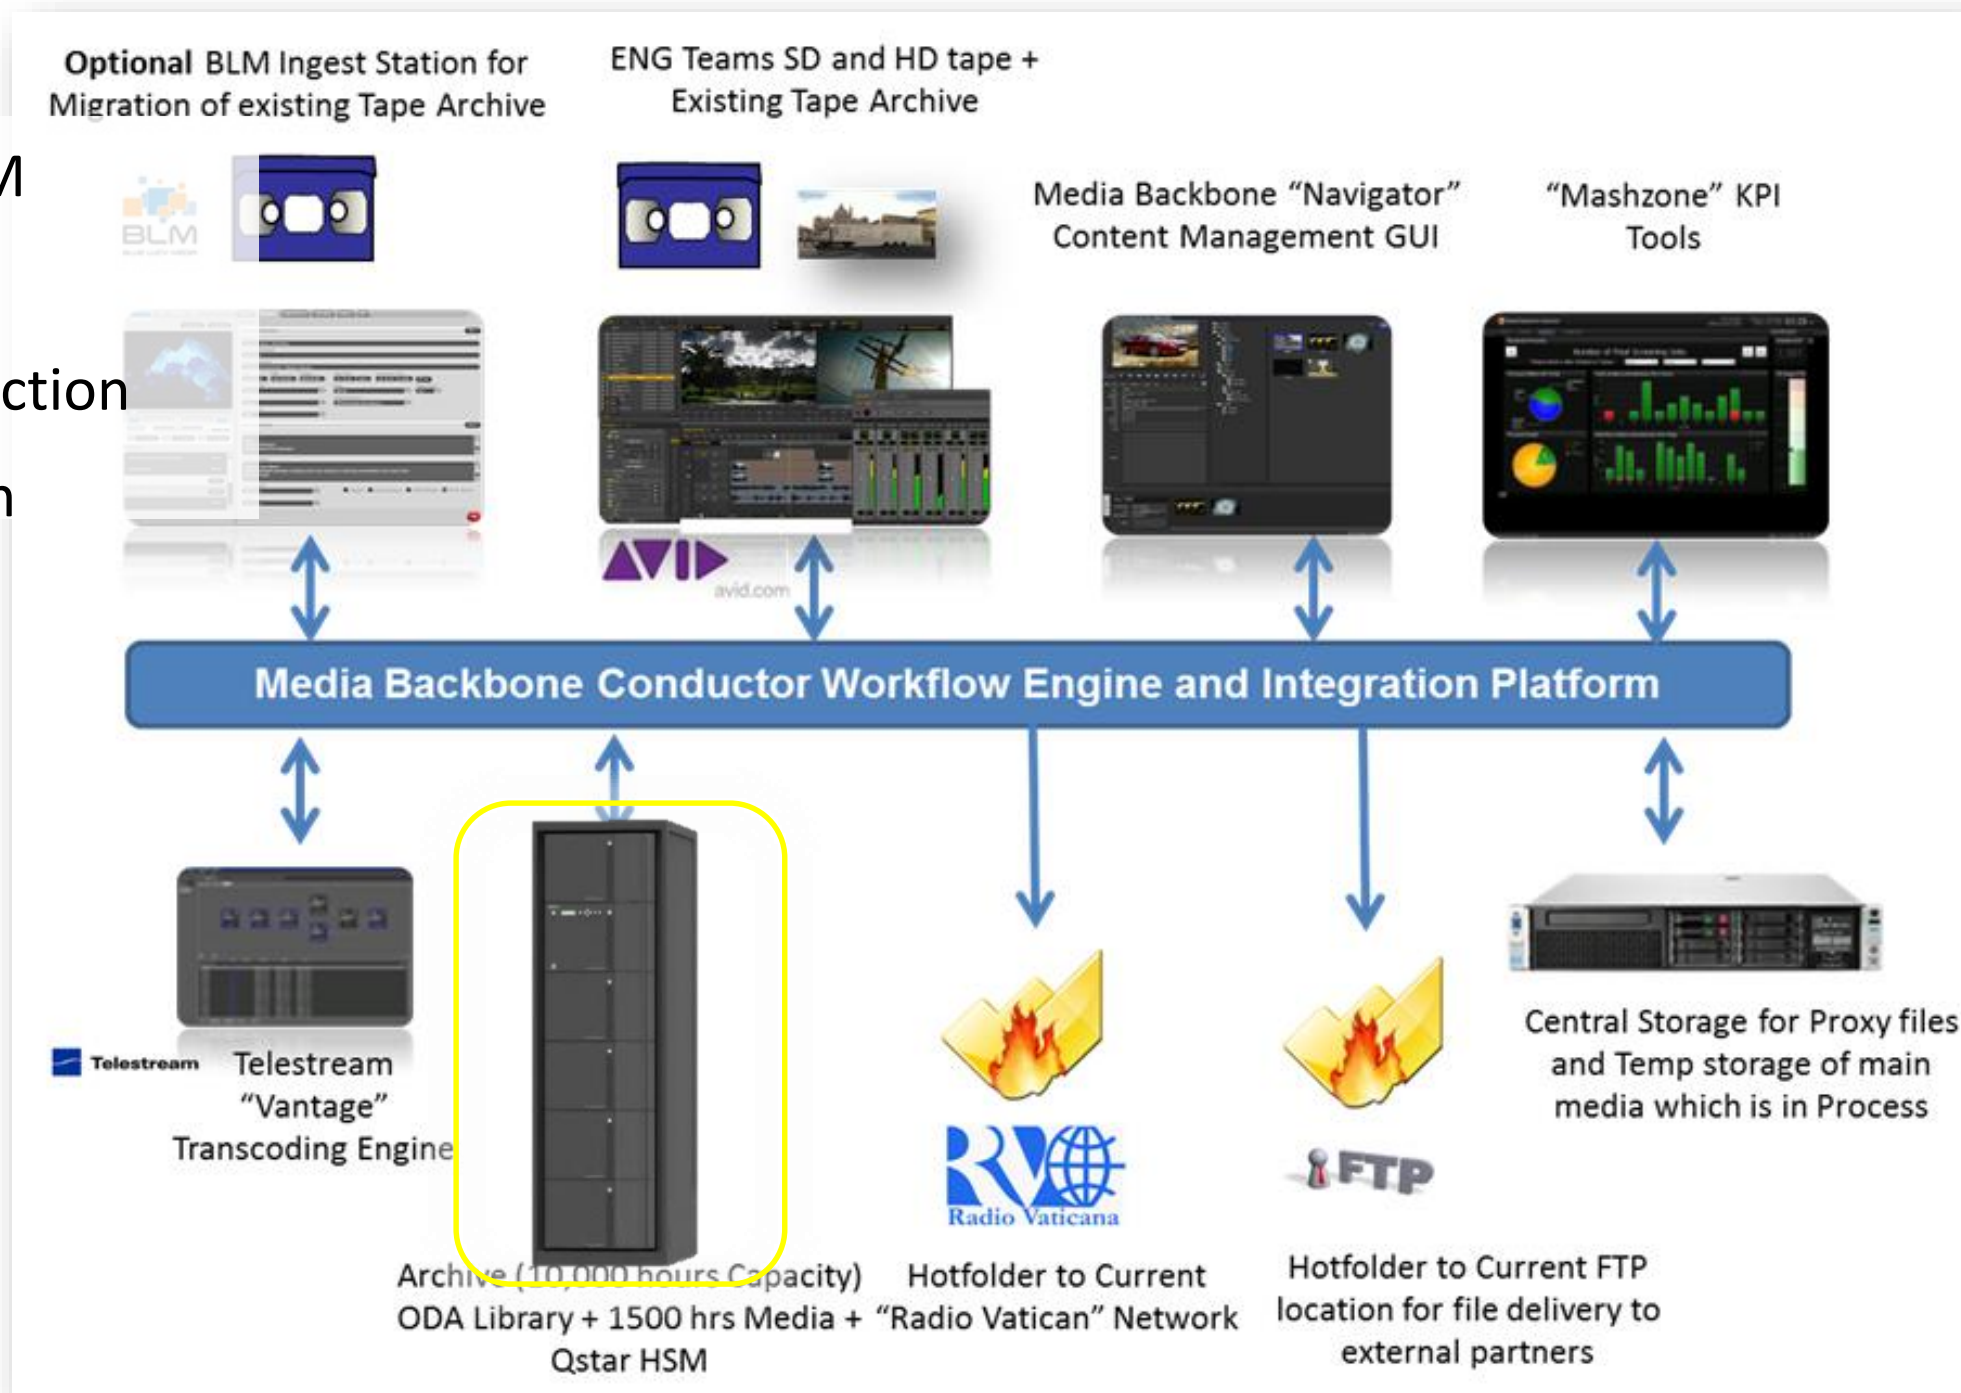 Optional BLM Ingest Station for
Migration of existing Tape Archive
ENG Teams SD and HD tape +
Existing Tape Archive
M
ction
n
BLM
Media Backbone “Navigator”
Content Management GUI
“Mashzone” KPI
Tools
AVID
avid.com
Media Backbone Conductor Workflow Engine and Integration Platform
Telestream
Telestream
“Vantage”
Transcoding Engine
Archive (10,000 hours Capacity)
ODA Library + 1500 hrs Media +
Qstar HSM
RV
Radio Vaticana
Hotfolder to Current
“Radio Vatican” Network
FTP
Hotfolder to Current FTP
location for file delivery to
external partners
Central Storage for Proxy files
and Temp storage of main
media which is in Process